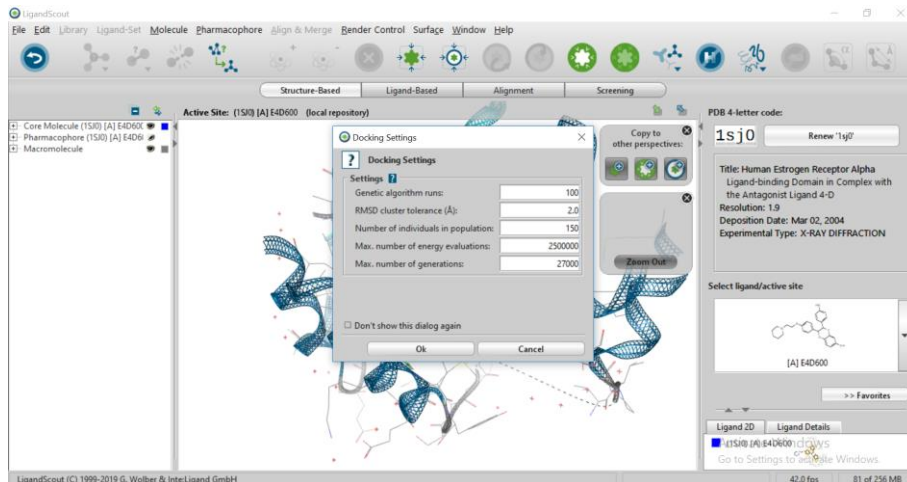 LigandScout
File Edit Library Ligand-Set Molecule Pharmacophore Align & Merge Render Control Surface Window Help
Structure-Based Ligand-Based Alignment Screening
Active Site: (1SJ0) [A] E4D600 (local repository)
PDB 4-letter code:
Core Molecule (1SJ0) [A] E4D60
Pharmacophore (1SJ0) [A] E4D6
Macromolecule
Docking Settings
Docking Settings
Settings
Genetic algorithm runs: 100
RMSD cluster tolerance (Å): 2.0
Number of individuals in population: 150
Max. number of energy evaluations: 2500000
Max. number of generations: 27000
Don't show this dialog again
Ok Cancel
Copy to
other perspectives:
Zoom Out
1sj0 Renew '1sj0'
Title: Human Estrogen Receptor Alpha
Ligand-binding Domain in Complex with
the Antagonist Ligand 4-D
Resolution: 1.9
Deposition Date: Mar 02, 2004
Experimental Type: X-RAY DIFFRACTION
Select ligand/active site
[A] E4D600
>> Favorites
Ligand 2D Ligand Details
(1SJ0) [A] E4D600
Activate Windows
Go to Settings to activate Windows.
LigandScout (C) 1999-2019 G. Wolber & Inte:Ligand GmbH 42.0 fps 81 of 256 MB